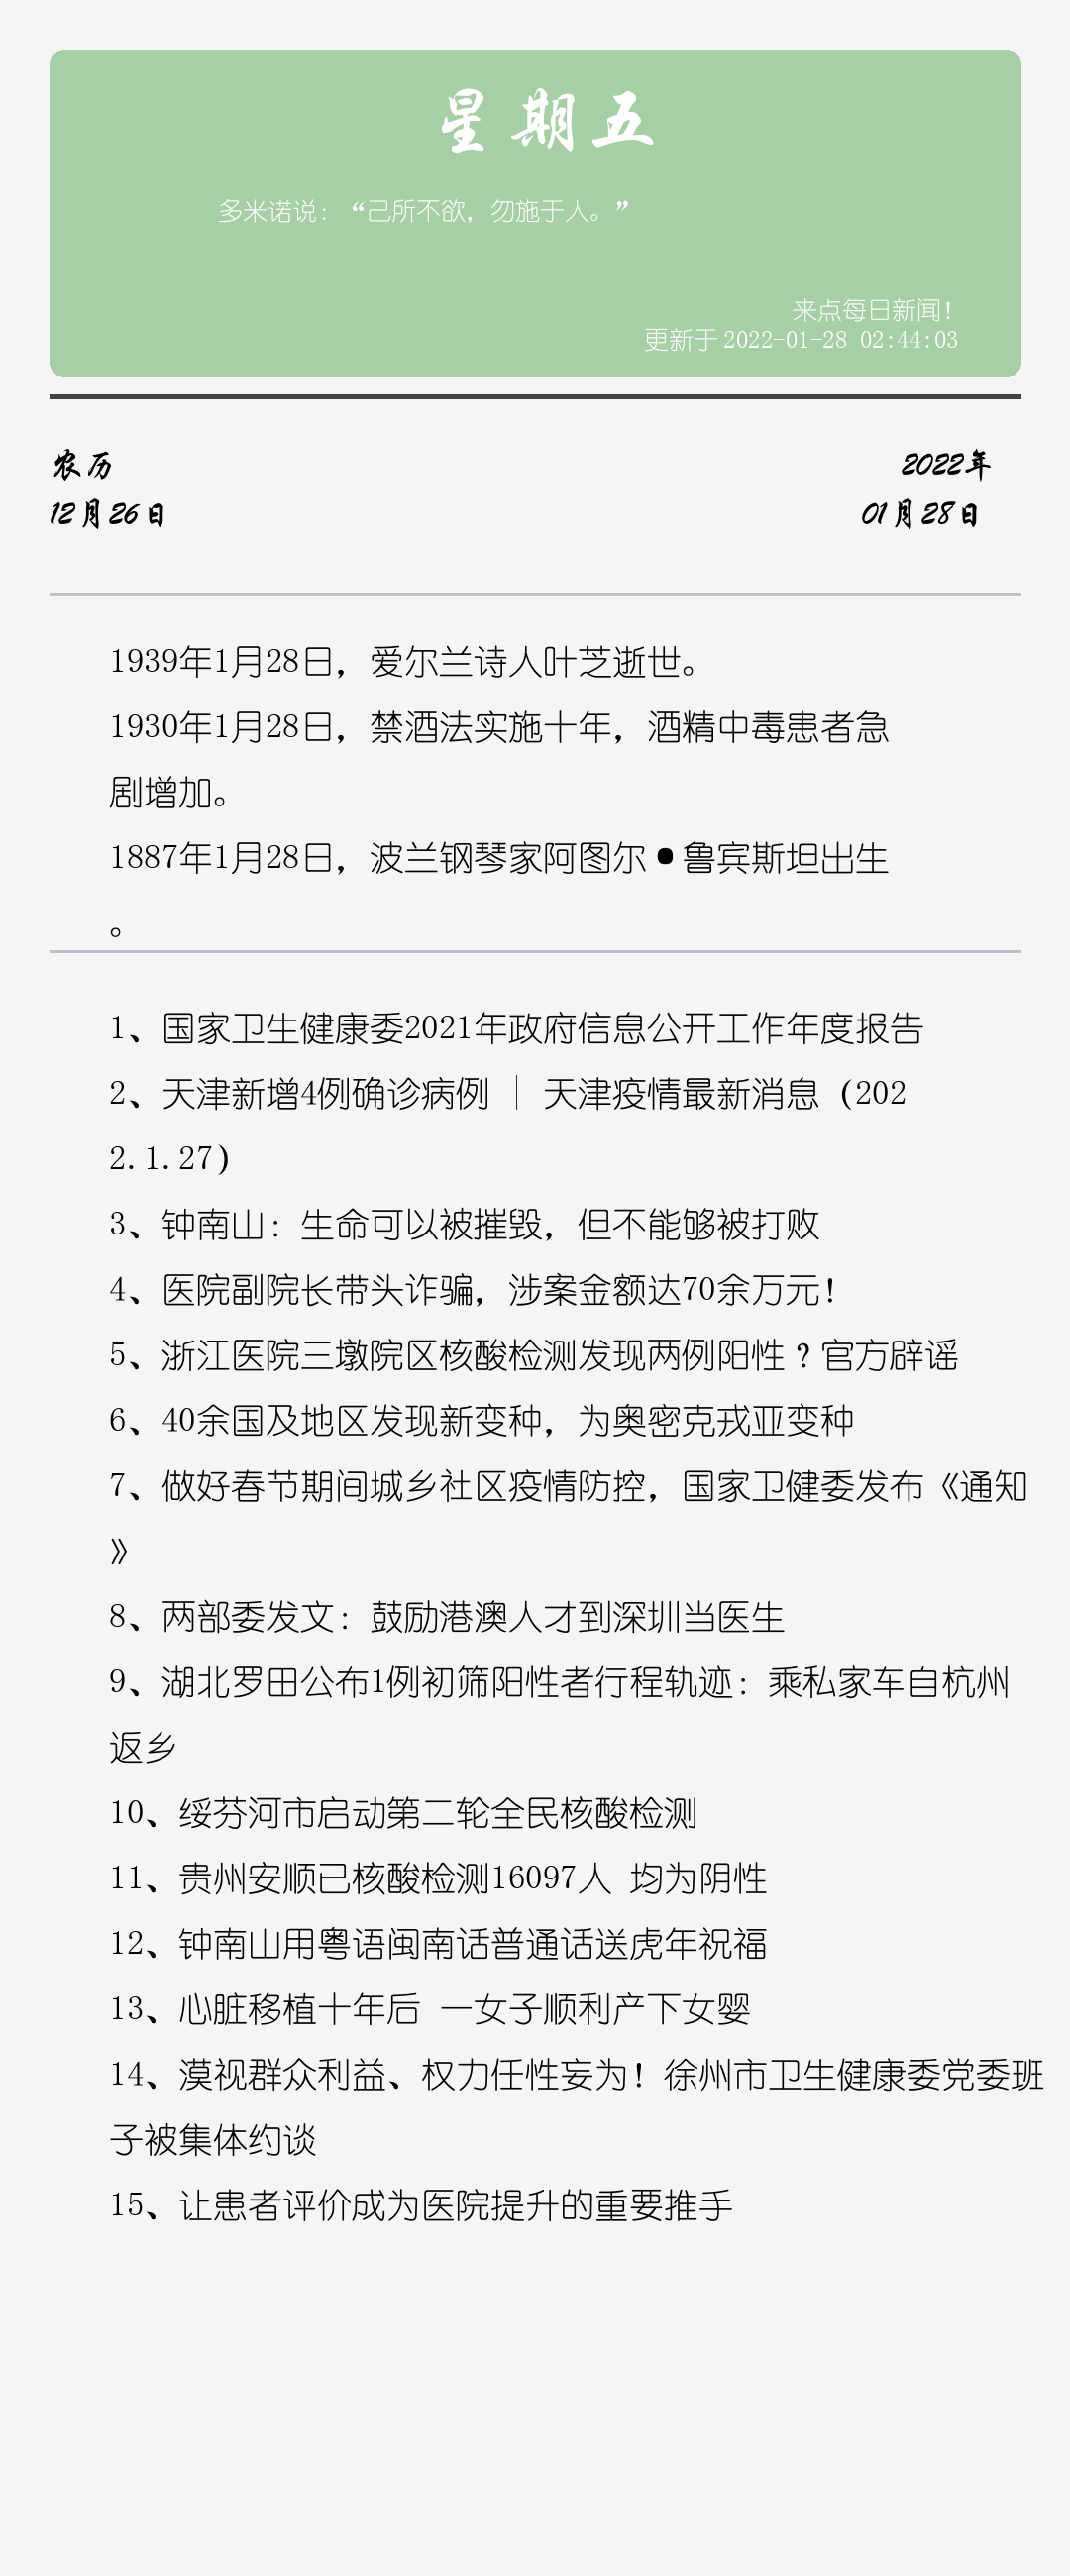 星期五
多米诺说：“己所不欲，勿施于人。”
来点每日新闻！
更新于 2022-01-28 02:44:03
农历
2022年
12月26日
01月28日
1939年1月28日，爱尔兰诗人叶芝逝世。
1930年1月28日，禁酒法实施十年，酒精中毒患者急
剧增加。
1887年1月28日，波兰钢琴家阿图尔•鲁宾斯坦出生
。
1、国家卫生健康委2021年政府信息公开工作年度报告
2、天津新增4例确诊病例 | 天津疫情最新消息（202
2.1.27）
3、钟南山：生命可以被摧毁，但不能够被打败
4、医院副院长带头诈骗，涉案金额达70余万元！
5、浙江医院三墩院区核酸检测发现两例阳性？官方辟谣
6、40余国及地区发现新变种，为奥密克戎亚变种
7、做好春节期间城乡社区疫情防控，国家卫健委发布《通知
》
8、两部委发文：鼓励港澳人才到深圳当医生
9、湖北罗田公布1例初筛阳性者行程轨迹：乘私家车自杭州
返乡
10、绥芬河市启动第二轮全民核酸检测
11、贵州安顺已核酸检测16097人 均为阴性
12、钟南山用粤语闽南话普通话送虎年祝福
13、心脏移植十年后 一女子顺利产下女婴
14、漠视群众利益、权力任性妄为！徐州市卫生健康委党委班
子被集体约谈
15、让患者评价成为医院提升的重要推手